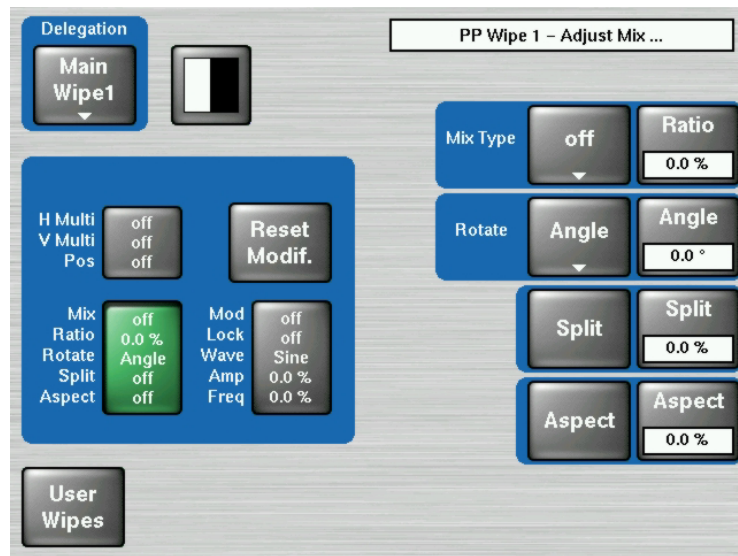 Delegation
Main
Wipe1
PP Wipe 1 – Adjust Mix ...
Mix Type
off
Ratio
0.0 %
Rotate
Angle
Angle
0.0 °
Split
Split
0.0 %
Aspect
Aspect
0.0 %
H Multi off
V Multi off
Pos off
Reset
Modif.
Mix off
Ratio 0.0 %
Rotate Angle
Split off
Aspect off
Mod off
Lock off
Wave Sine
Amp 0.0 %
Freq 0.0 %
User
Wipes